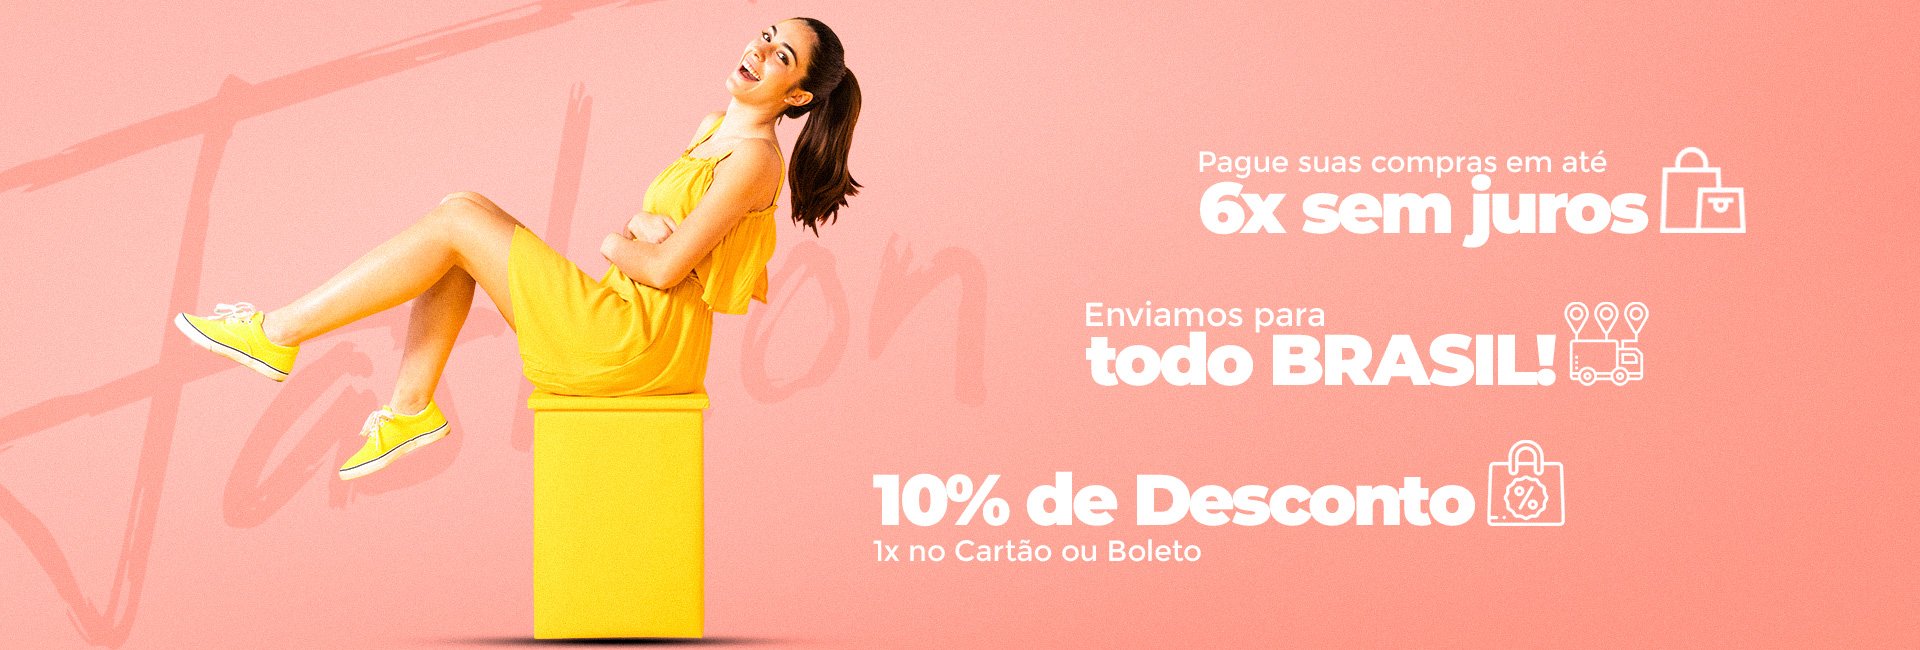 Fashion
Pague suas compras em até
6x sem juros
Enviamos para
todo BRASIL!
10% de Desconto
1x no Cartão ou Boleto